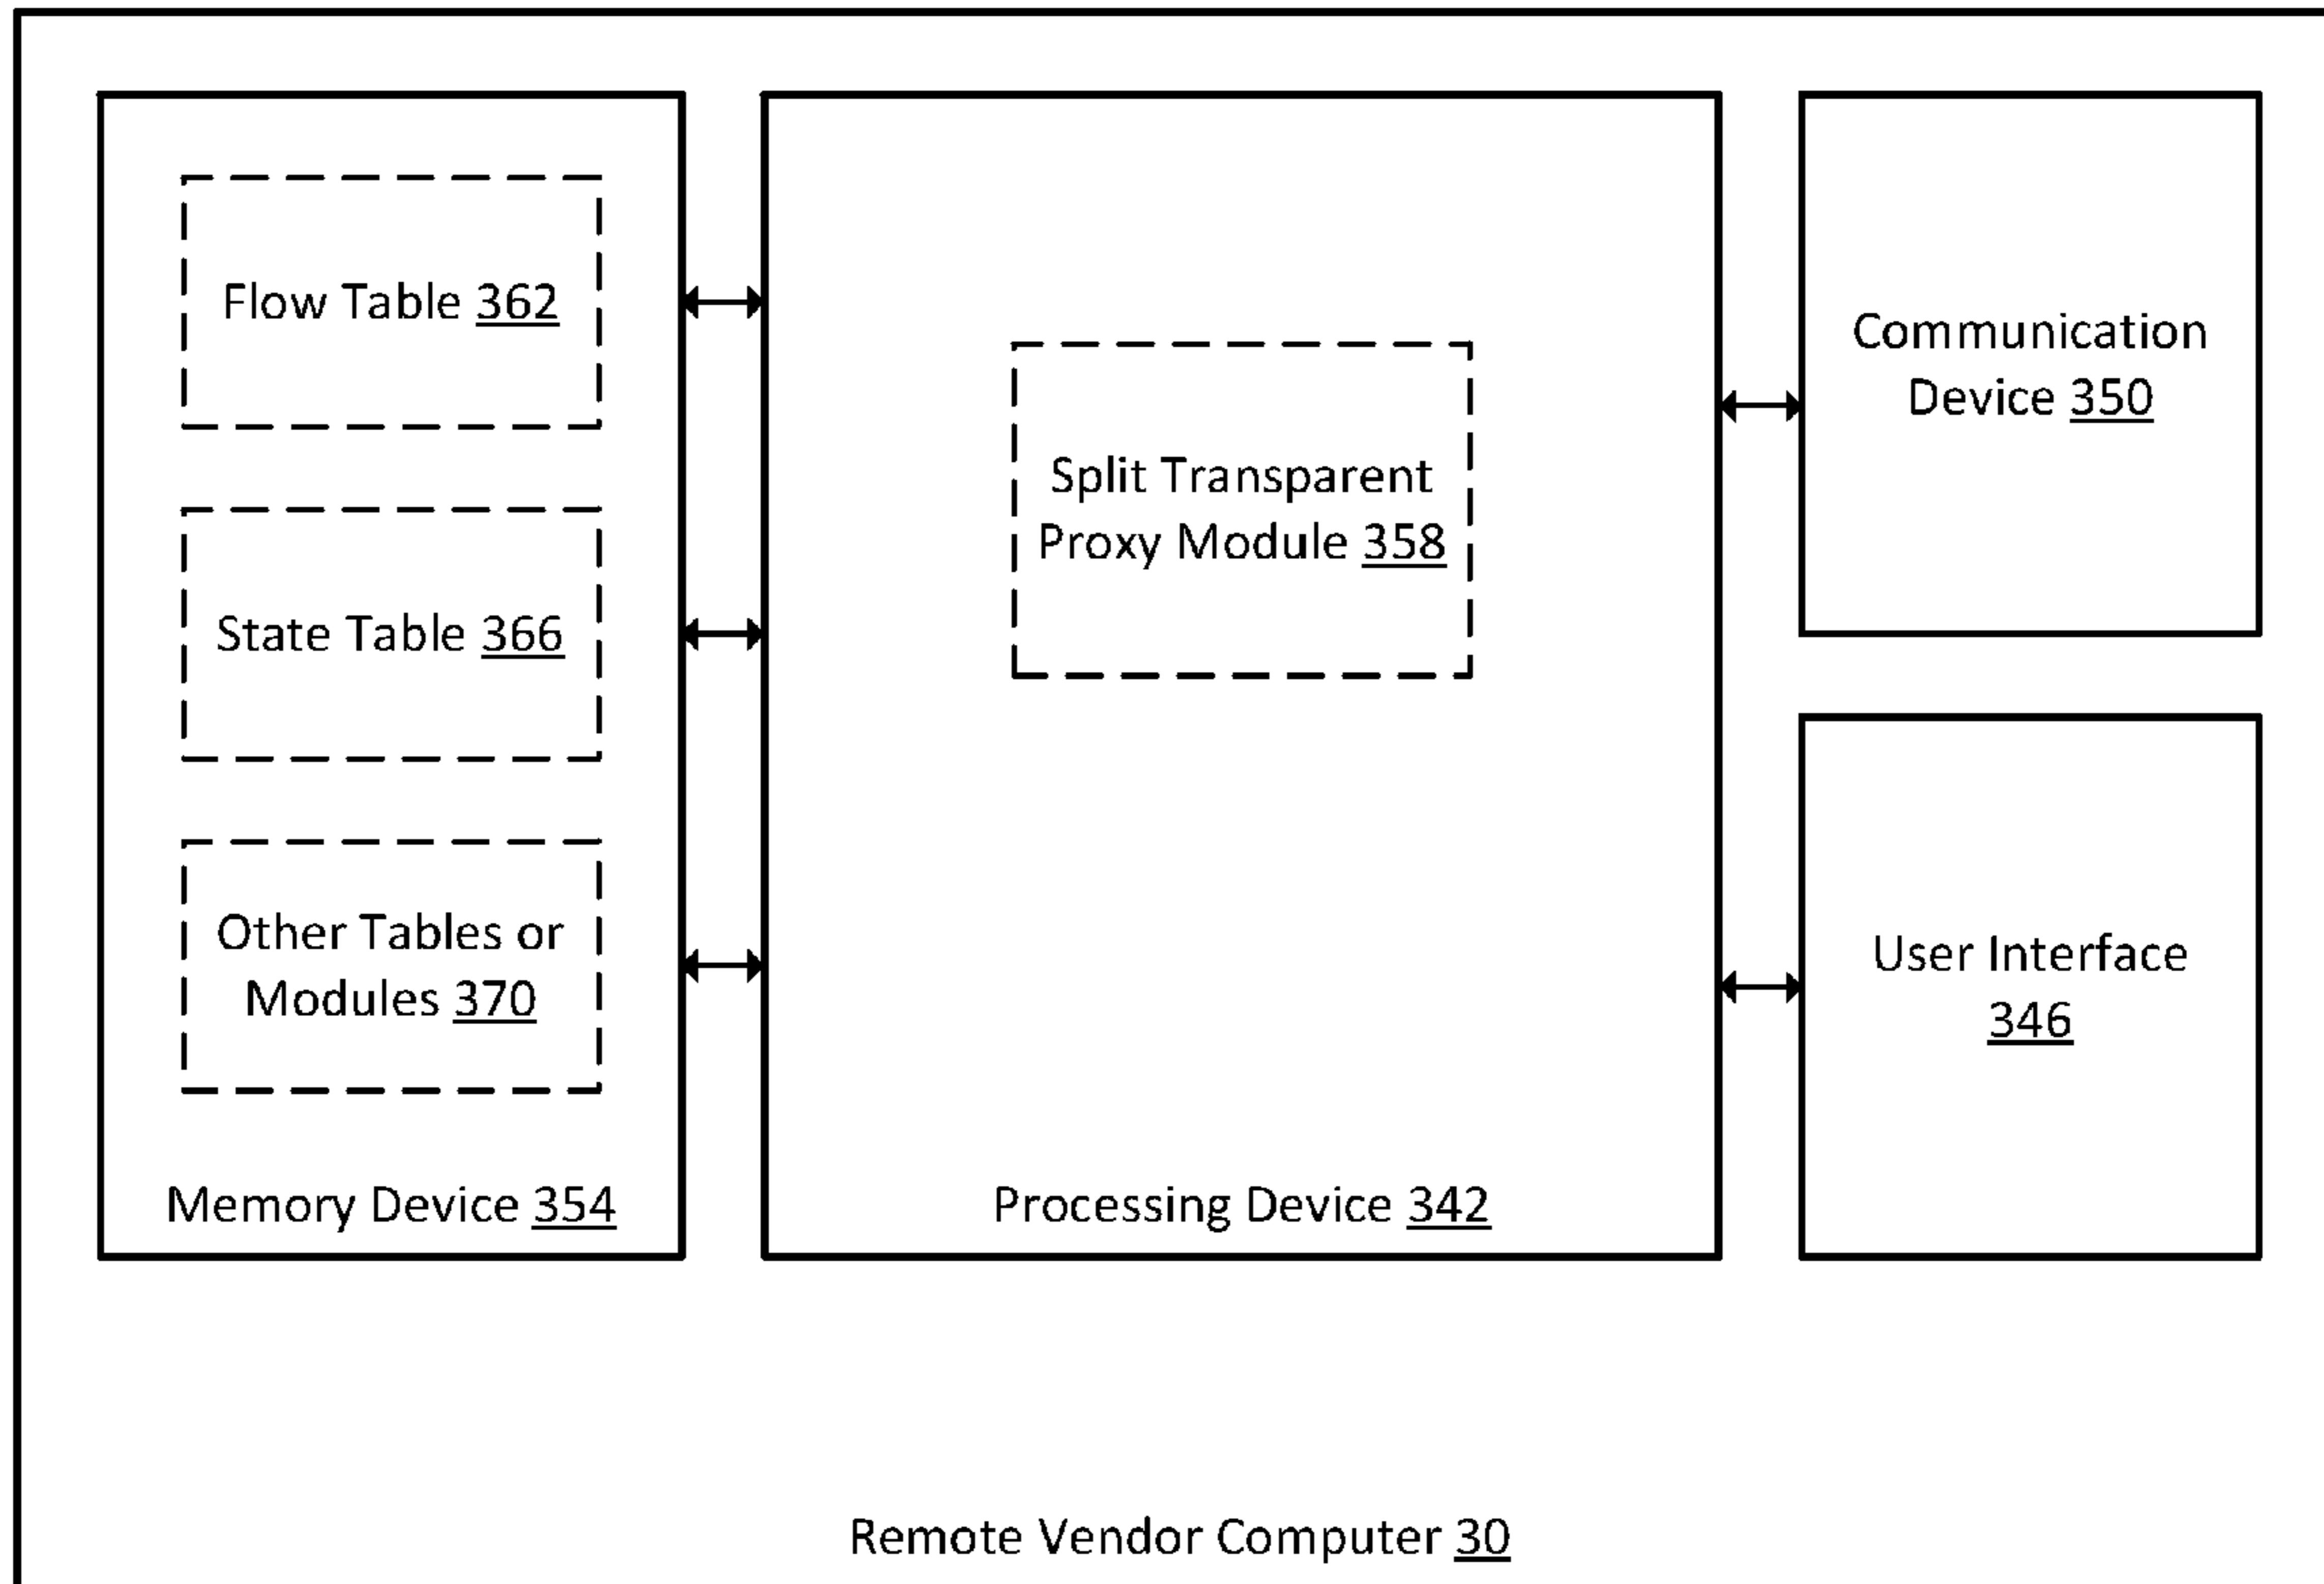 Flow Table 362
State Table 366
Other Tables or
Modules 370
Memory Device 354
Split Transparent
Proxy Module 358
Processing Device 342
Communication
Device 350
User Interface
346
Remote Vendor Computer 30